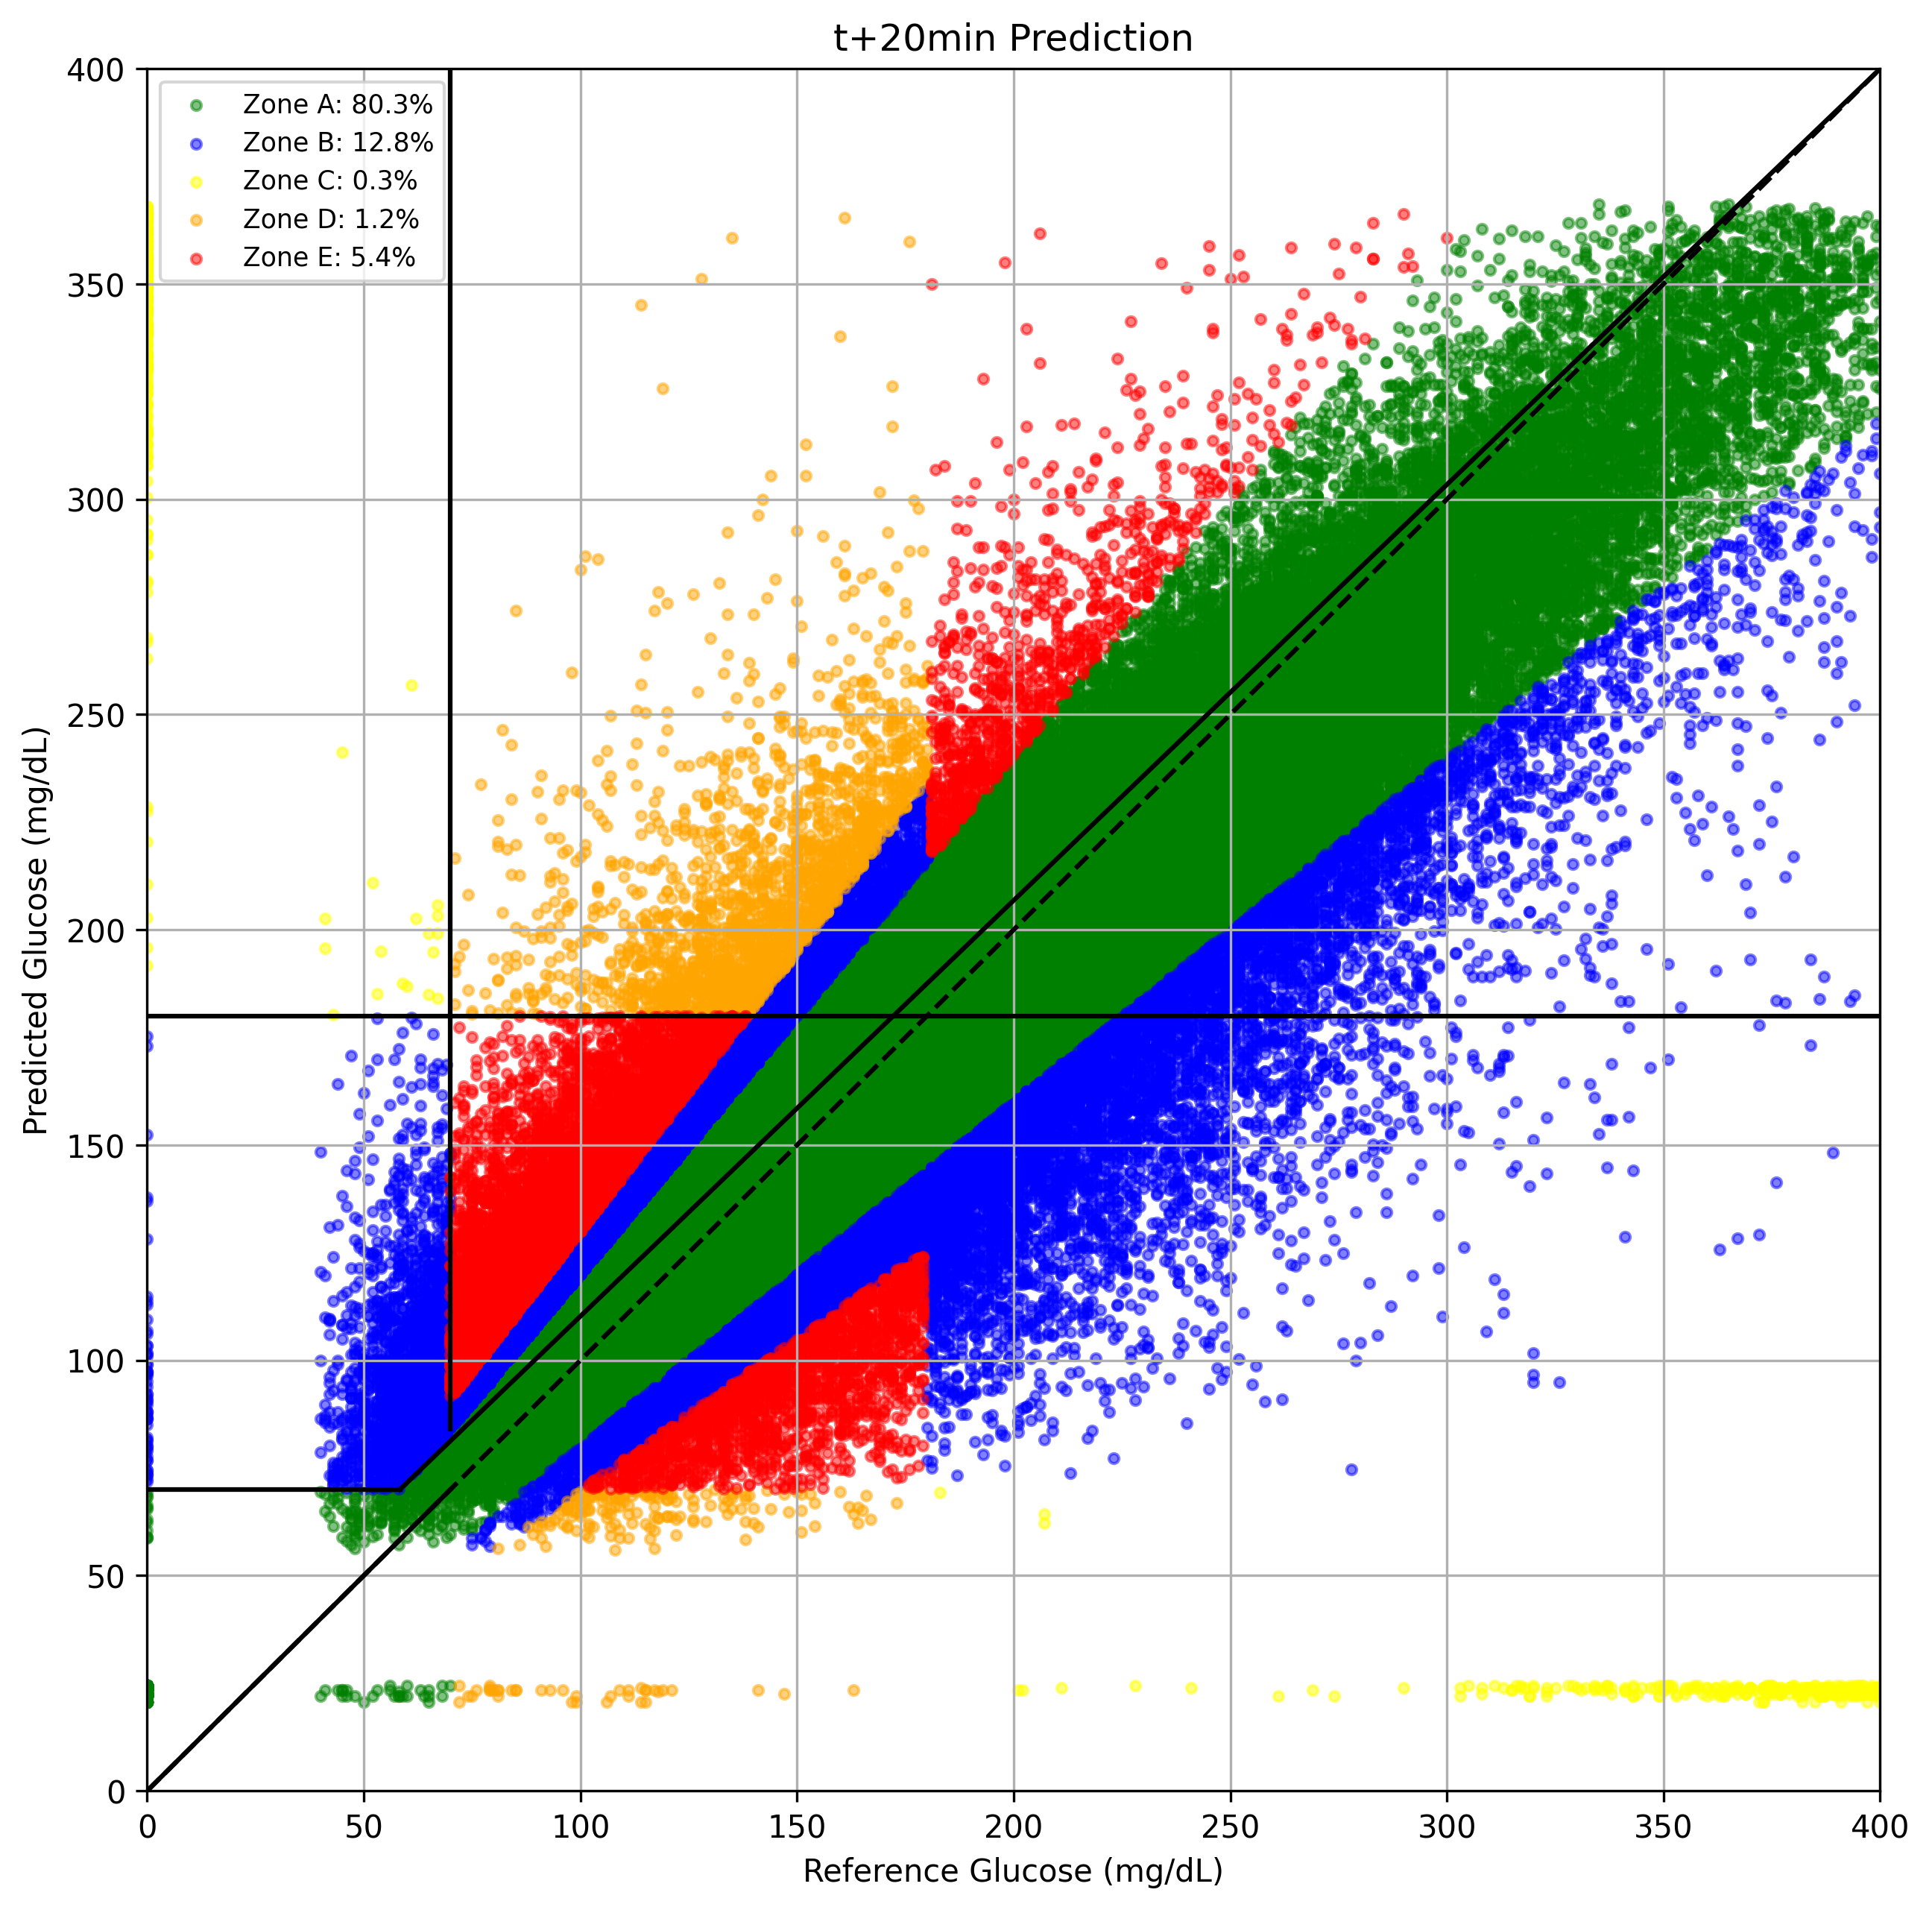 t+20min Prediction
Zone A: 80.3%
Zone B: 12.8%
Zone C: 0.3%
Zone D: 1.2%
Zone E: 5.4%
Predicted Glucose (mg/dL)
400
350
300
250
200
150
100
50
0
0 50 100 150 200 250 300 350 400
Reference Glucose (mg/dL)